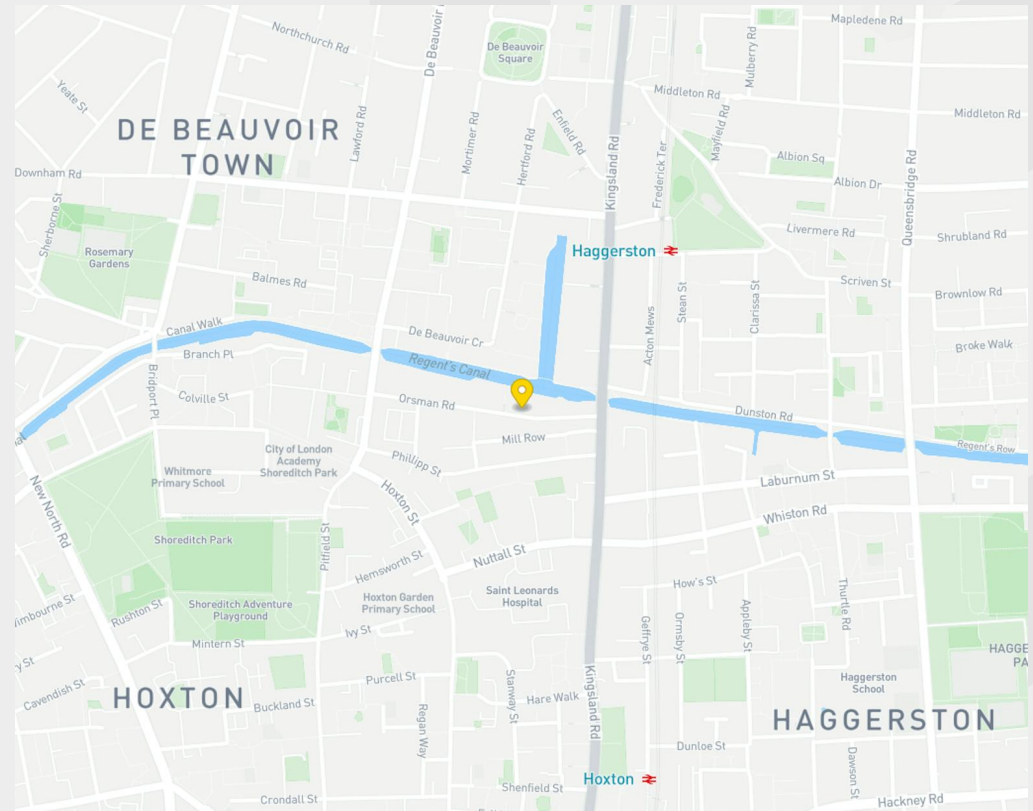 Mapledene Rd
Northchurch Rd
De Beauvoir
De Beauvoir
Square
Mulberry Rd
Yeate St
Middleton Rd
Middleton Rd
DE BEAUVOIR
TOWN
Lawford Rd
Mortimer Rd
Hertford Rd
Enfield Rd
Kingsland Rd
Frederick Ter
Mayfield Rd
Albion Sq
Queensbridge Rd
Downham Rd
Albion Dr
Sherborne St
Livermere Rd
Shrubland Rd
Rosemary
Gardens
Haggerston
Balmes Rd
Scriven St
Stean St
Clarissa St
Brownlow Rd
Canal Walk
De Beauvoir Cr
Acton Mews
Broke Walk
Branch Pl
Regent's Canal
Bridport Pl
Colville St
Orsman Rd
Dunston Rd
Mill Row
Regent's Row
City of London
Academy
Shoreditch Park
Whitmore
Primary School
Philipp St
Laburnum St
New North Rd
Hoxton St
Whiston Rd
Shoreditch Park
Pitfield St
Nuttall St
Hemsworth St
How's St
Saint Leonards
Hospital
Hoxton Garden
Primary School
Shoreditch Adventure
Playground
Rushton St
Wimbourne St
Thurtle Rd
Geffrye St
Ormsby St
Appleby St
Ivy St
Mintern St
HAGGE
PA
Purcell St
Cavendish St
Haggerston
School
HOXTON
Buckland St
Stanway St
Hare Walk
Kingsland Rd
HAGGERSTON
Regan Way
Dunloe St
Dawson St
Hoxton
Shenfield St
Crondall St
Hackney Rd